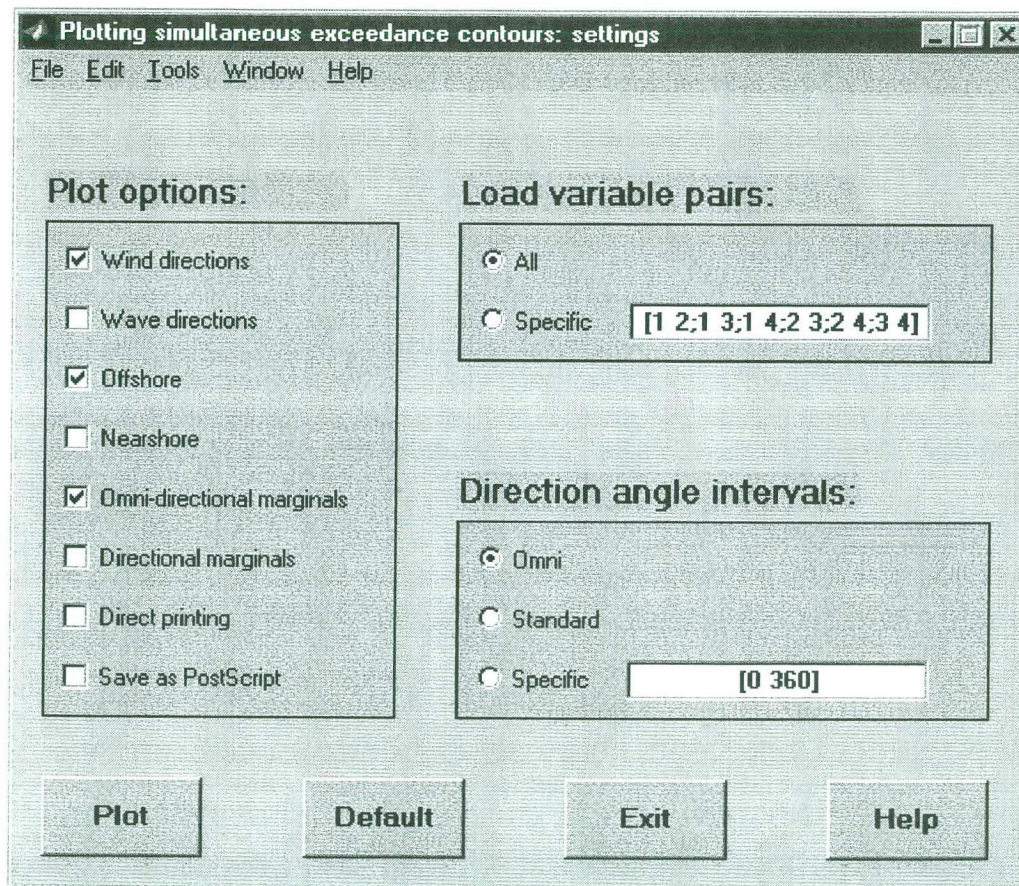 Plotting simultaneous exceedance contours: settings
File Edit Tools Window Help
Plot options:
Wind directions
Wave directions
Offshore
Nearshore
Omni-directional marginals
Directional marginals
Direct printing
Save as PostScript
Load variable pairs:
All
Specific [1 2;1 3;1 4;2 3;2 4;3 4]
Direction angle intervals:
Omni
Standard
Specific [0 360]
Plot Default Exit Help